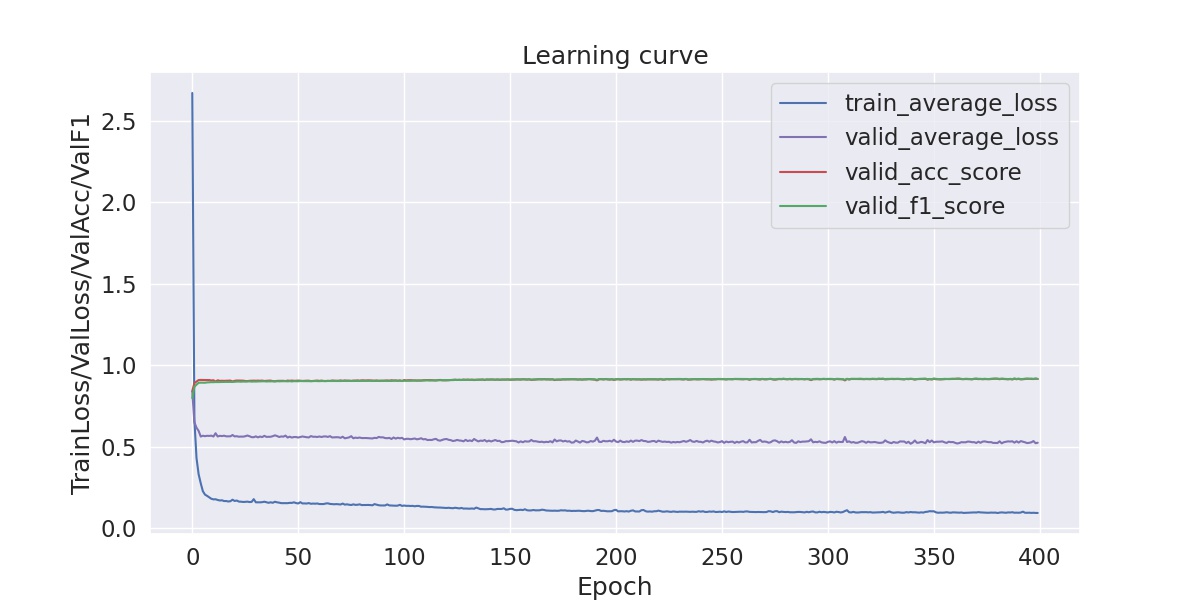 Learning curve
train_average_loss
valid_average_loss
valid_acc_score
valid_f1_score
TrainLoss/ValLoss/ValAcc/ValF1
2.5
2.0
1.5
1.0
0.5
0.0
0 50 100 150 200 250 300 350 400
Epoch